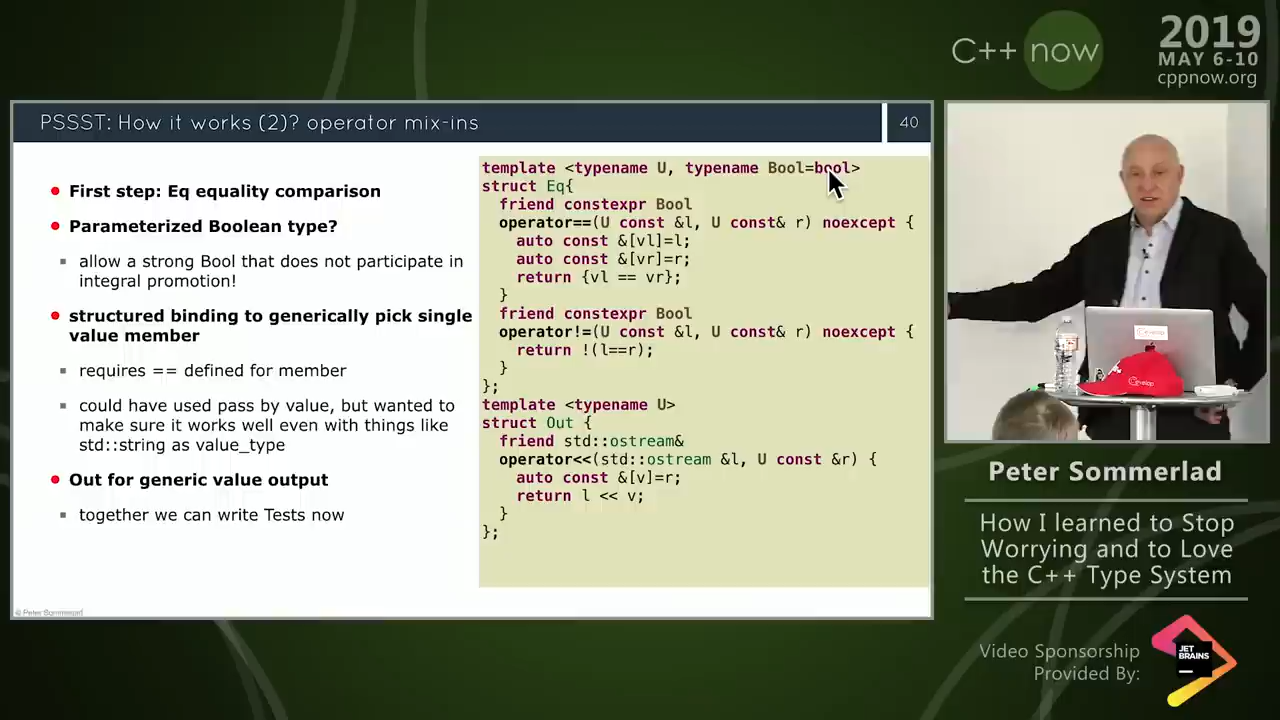 C++ now
2019
MAY 6-10
cppnow.org
PSSST: How it works (2)? operator mix-ins
40
First step: Eq equality comparison
Parameterized Boolean type?
allow a strong Bool that does not participate in
integral promotion!
structured binding to generically pick single
value member
requires == defined for member
could have used pass by value, but wanted to
make sure it works well even with things like
std::string as value_type
Out for generic value output
together we can write Tests now
© Peter Sommerlad
template <typename U, typename Bool=bool>
struct Eq{
friend constexpr Bool
operator==(U const &l, U const& r) noexcept {
auto const &[vl]=l;
auto const &[vr]=r;
return {vl == vr};
}
friend constexpr Bool
operator!=(U const &l, U const& r) noexcept {
return !(l==r);
}
};
template <typename U>
struct Out {
friend std::ostream&
operator<<(std::ostream &l, U const &r) {
auto const &[v]=r;
return l << v;
}
};
Peter Sommerlad
How I learned to Stop
Worrying and to Love
the C++ Type System
Video Sponsorship
Provided By:
JET
BRAINS